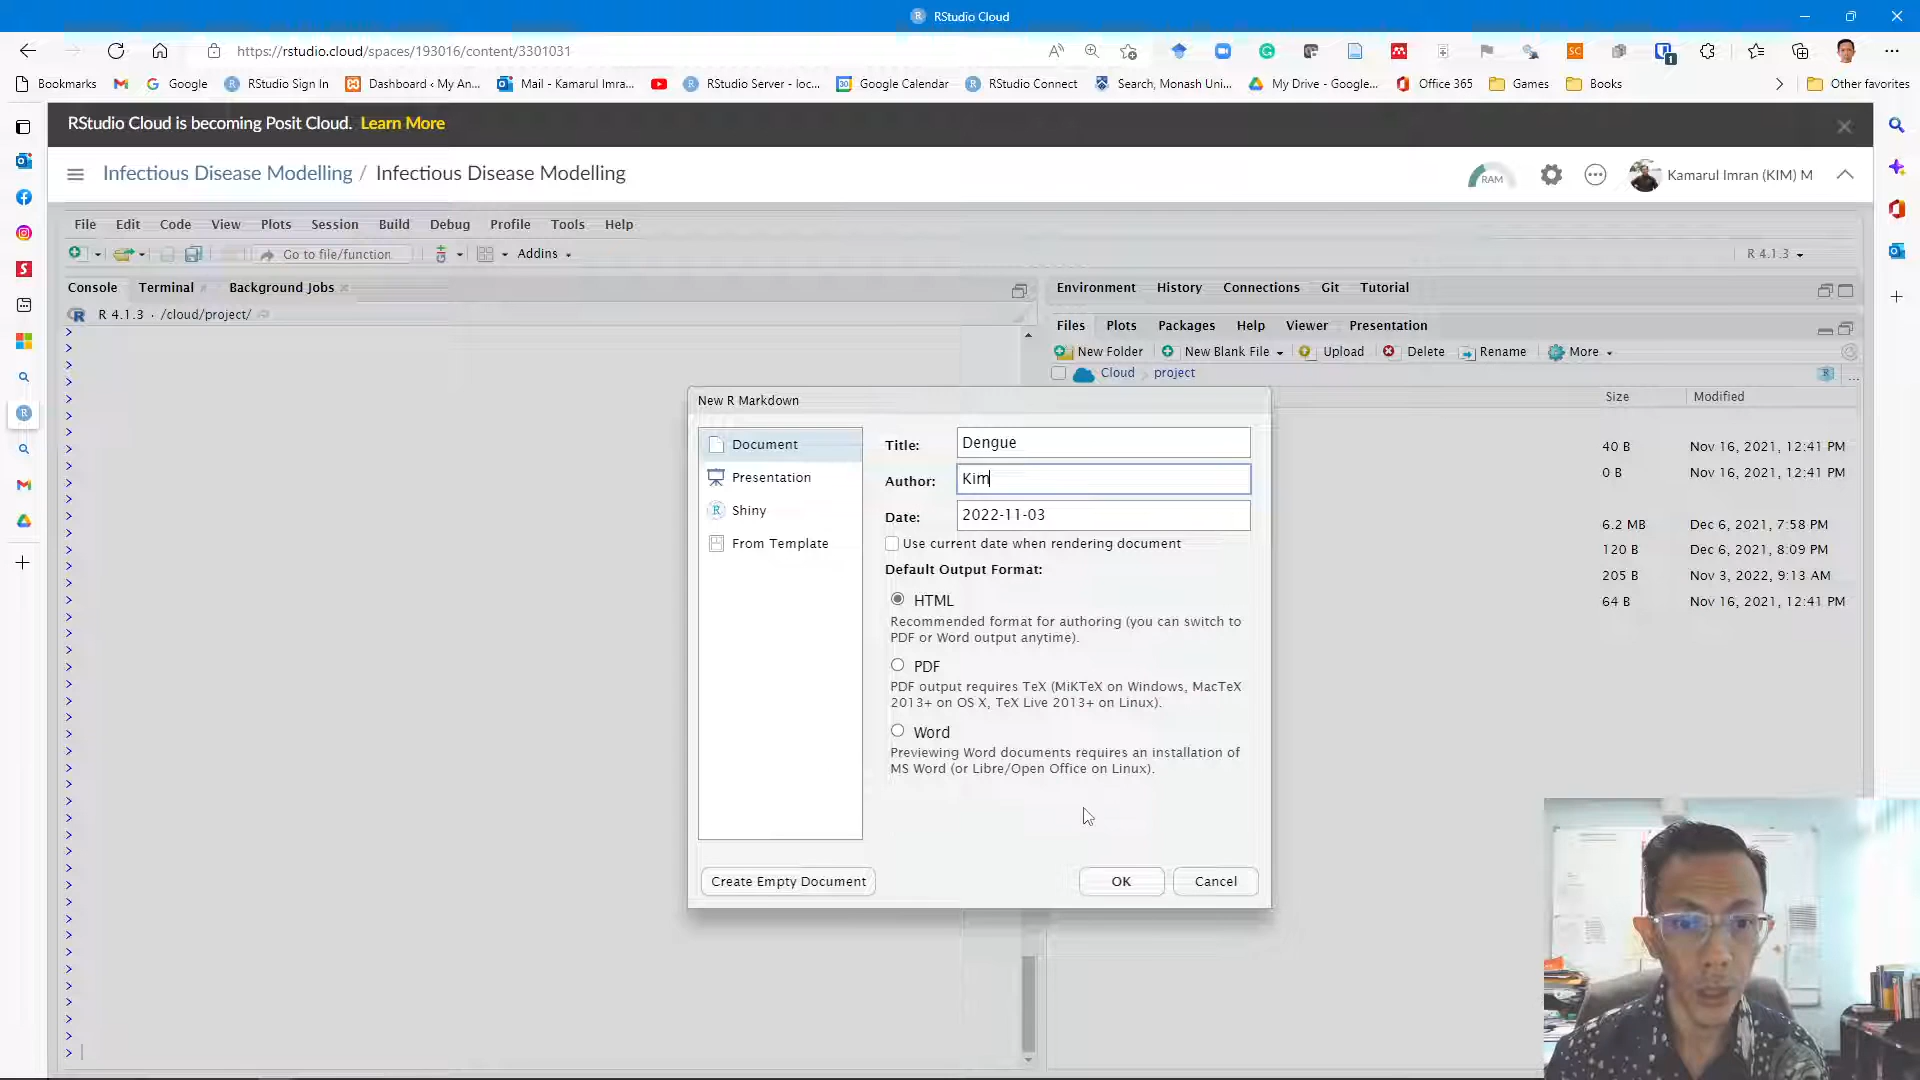 RStudio Cloud
https://rstudio.cloud/spaces/193016/content/3301031
Bookmarks
Google
RStudio Sign In
Dashboard ‹ My An...
Mail - Kamarul Imra...
RStudio Server - loc...
Google Calendar
RStudio Connect
Search, Monash Uni...
My Drive - Google...
Office 365
Games
Books
Other favorites
RStudio Cloud is becoming Posit Cloud. Learn More
Infectious Disease Modelling / Infectious Disease Modelling
RAM
Kamarul Imran (KIM) M
File Edit Code View Plots Session Build Debug Profile Tools Help
Go to file/function
Addins
R 4.1.3
Console Terminal Background Jobs
R 4.1.3 · /cloud/project/
Environment History Connections Git Tutorial
Files Plots Packages Help Viewer Presentation
New Folder New Blank File Upload Delete Rename More
Cloud project
Size Modified
40 B Nov 16, 2021, 12:41 PM
0 B Nov 16, 2021, 12:41 PM
6.2 MB Dec 6, 2021, 7:58 PM
120 B Dec 6, 2021, 8:09 PM
205 B Nov 3, 2022, 9:13 AM
64 B Nov 16, 2021, 12:41 PM
New R Markdown
Document
Presentation
Shiny
From Template
Title: Dengue
Author: Kim
Date: 2022-11-03
Use current date when rendering document
Default Output Format:
HTML
Recommended format for authoring (you can switch to
PDF or Word output anytime).
PDF
PDF output requires TeX (MiKTeX on Windows, MacTeX
2013+ on OS X, TeX Live 2013+ on Linux).
Word
Previewing Word documents requires an installation of
MS Word (or Libre/Open Office on Linux).
Create Empty Document
OK
Cancel